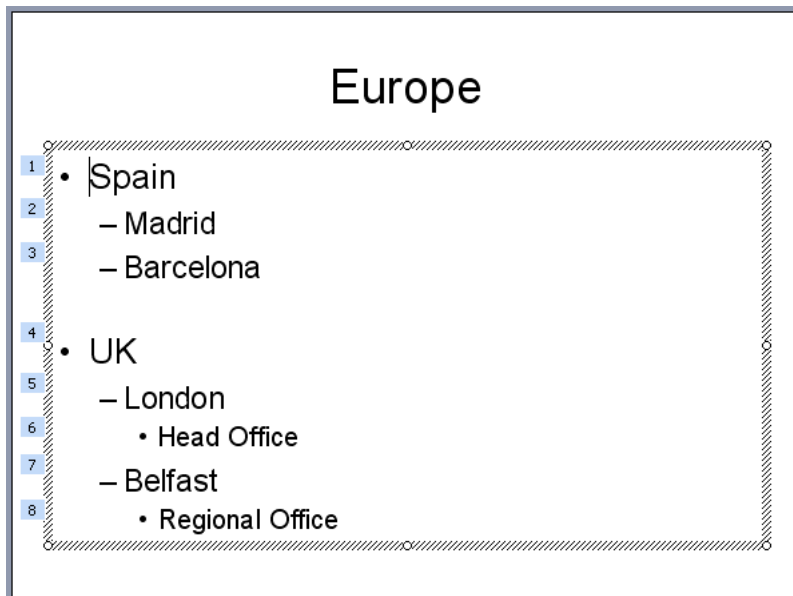 Europe
1 • Spain
2 – Madrid
3 – Barcelona
4 • UK
5 – London
6 • Head Office
7 – Belfast
8 • Regional Office